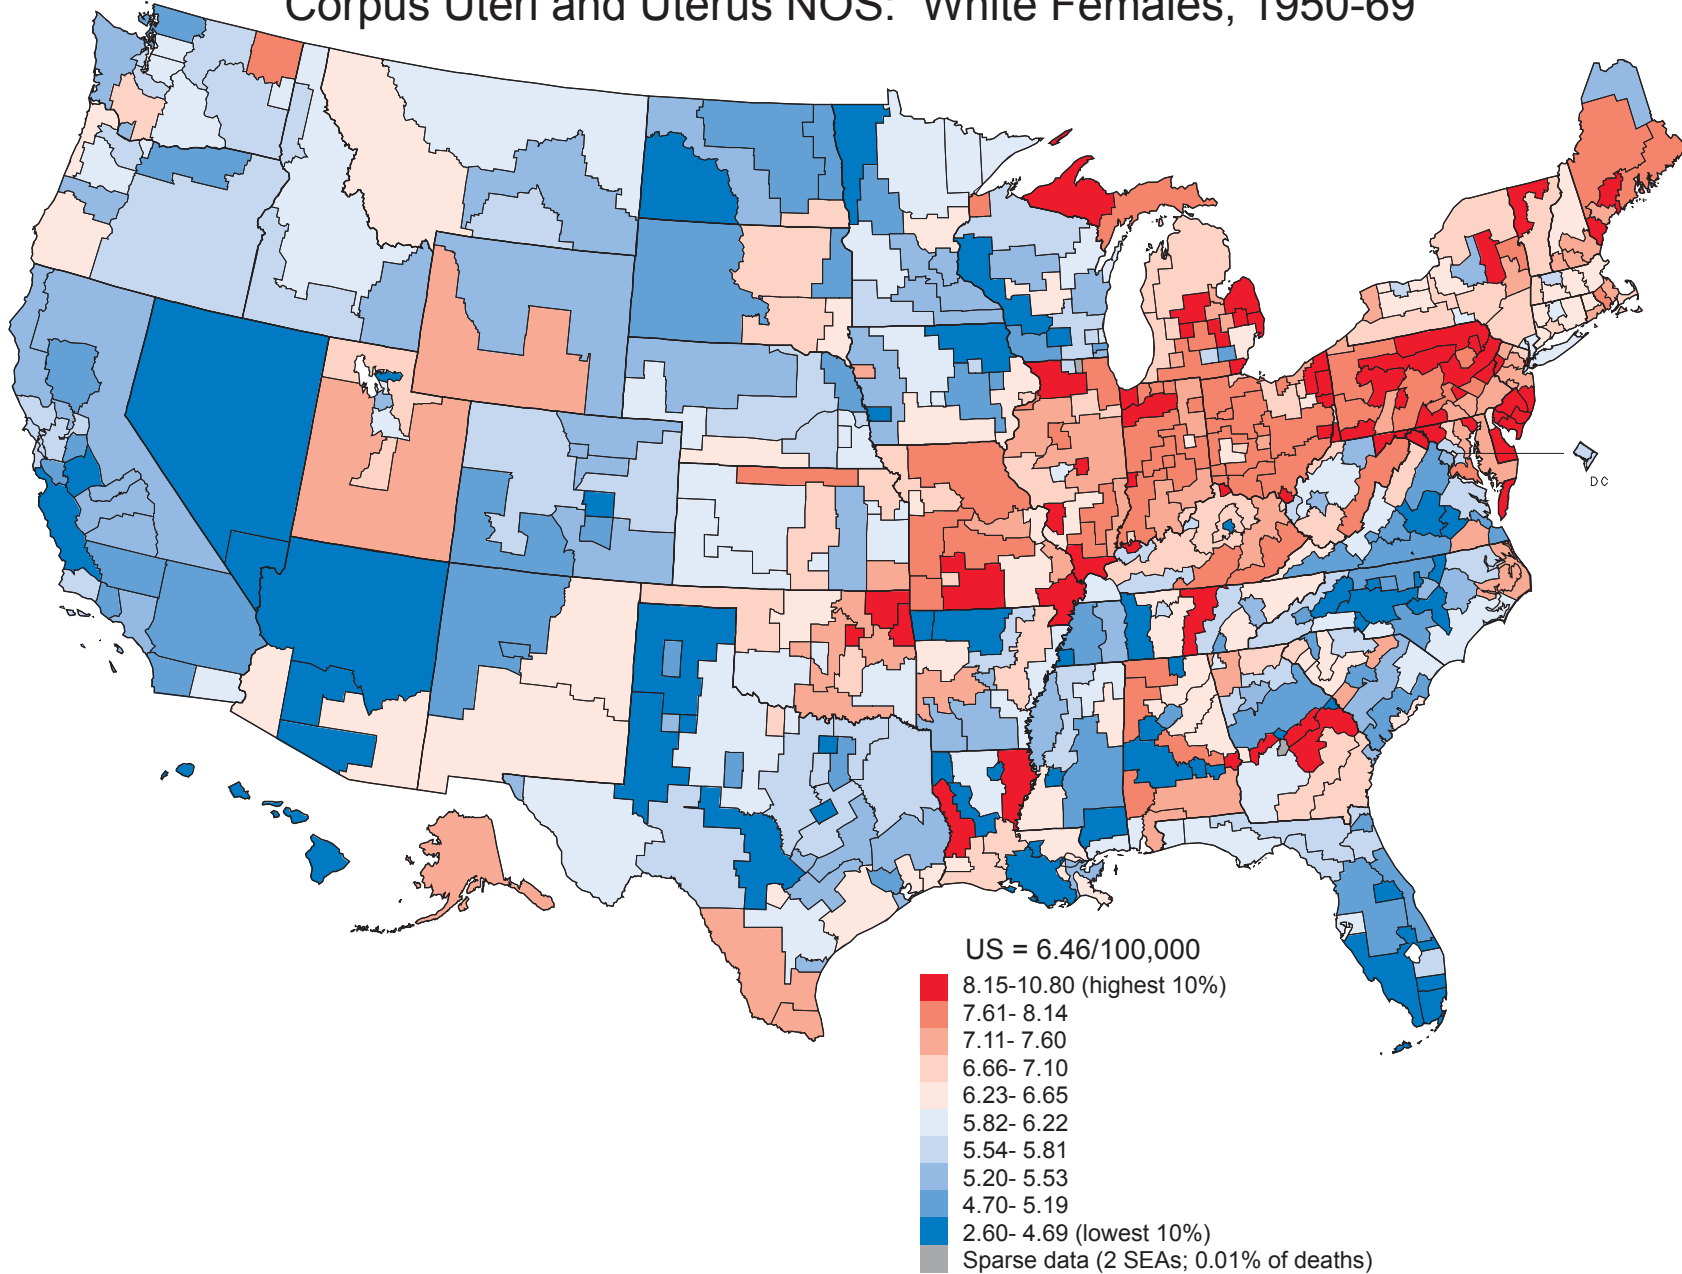 Corpus Uteri and Uterus NOS: White Females, 1950-69
DC
US = 6.46/100,000
8.15-10.80 (highest 10%)
7.61- 8.14
7.11- 7.60
6.66- 7.10
6.23- 6.65
5.82- 6.22
5.54- 5.81
5.20- 5.53
4.70- 5.19
2.60- 4.69 (lowest 10%)
Sparse data (2 SEAs; 0.01% of deaths)